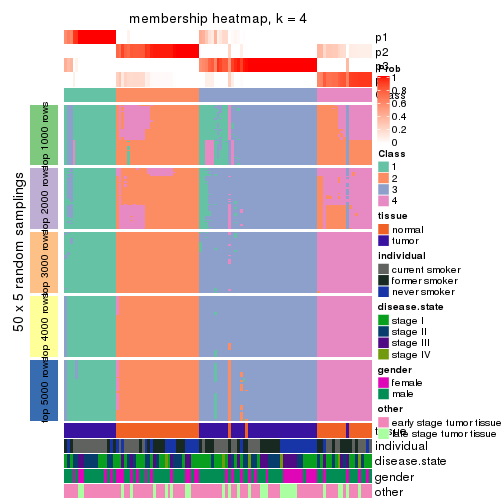 membership heatmap, k = 4
p1
p2
p3
Prob
1
0.8
0.6
0.4
0.2
0
Class
Class
1
2
3
4
tissue
normal
tumor
individual
current smoker
former smoker
never smoker
disease.state
stage I
stage II
stage III
stage IV
gender
female
male
other
early stage tumor tissue
late stage tumor tissue
50 x 5 random samplings
top 1000 rows
top 2000 rows
top 3000 rows
top 4000 rows
top 5000 rows
tissue
individual
disease.state
gender
other